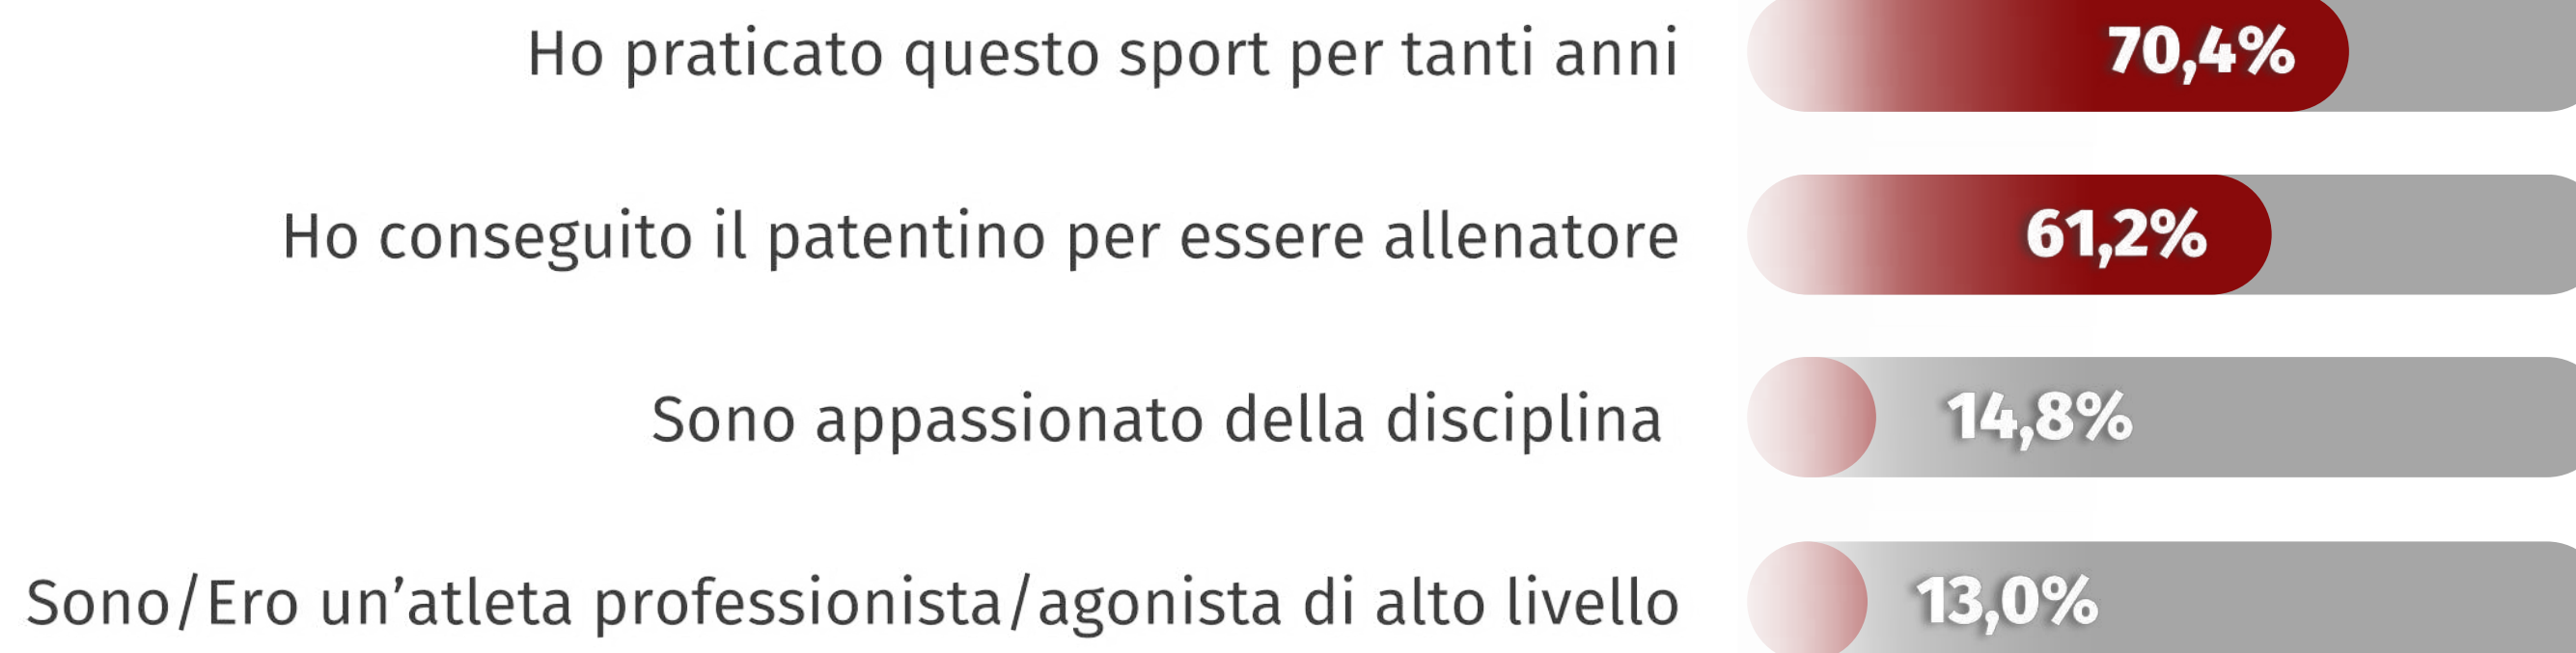 Ho praticato questo sport per tanti anni 70,4%
Ho conseguito il patentino per essere allenatore 61,2%
Sono appassionato della disciplina 14,8%
Sono/Ero un’atleta professionista/agonista di alto livello 13,0%